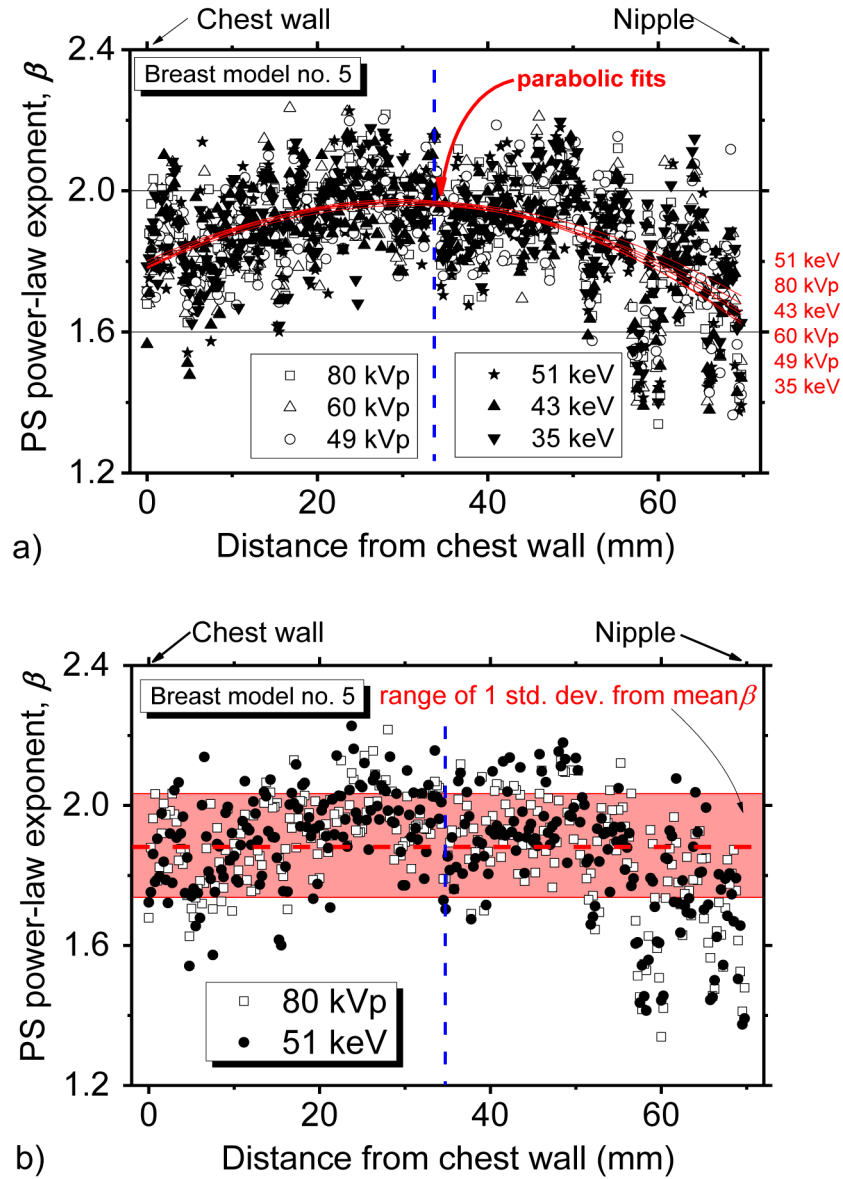 Chest wall
Nipple
2.4
Breast model no. 5
parabolic fits
2.0
1.6
1.2
PS power-law exponent, β
51 keV
80 kVp
43 keV
60 kVp
49 kVp
35 keV
80 kVp
60 kVp
49 kVp
51 keV
43 keV
35 keV
0 20 40 60
a) Distance from chest wall (mm)
Chest wall
Nipple
2.4
Breast model no. 5
range of 1 std. dev. from mean β
2.0
1.6
1.2
PS power-law exponent, β
80 kVp
51 keV
0 20 40 60
b) Distance from chest wall (mm)